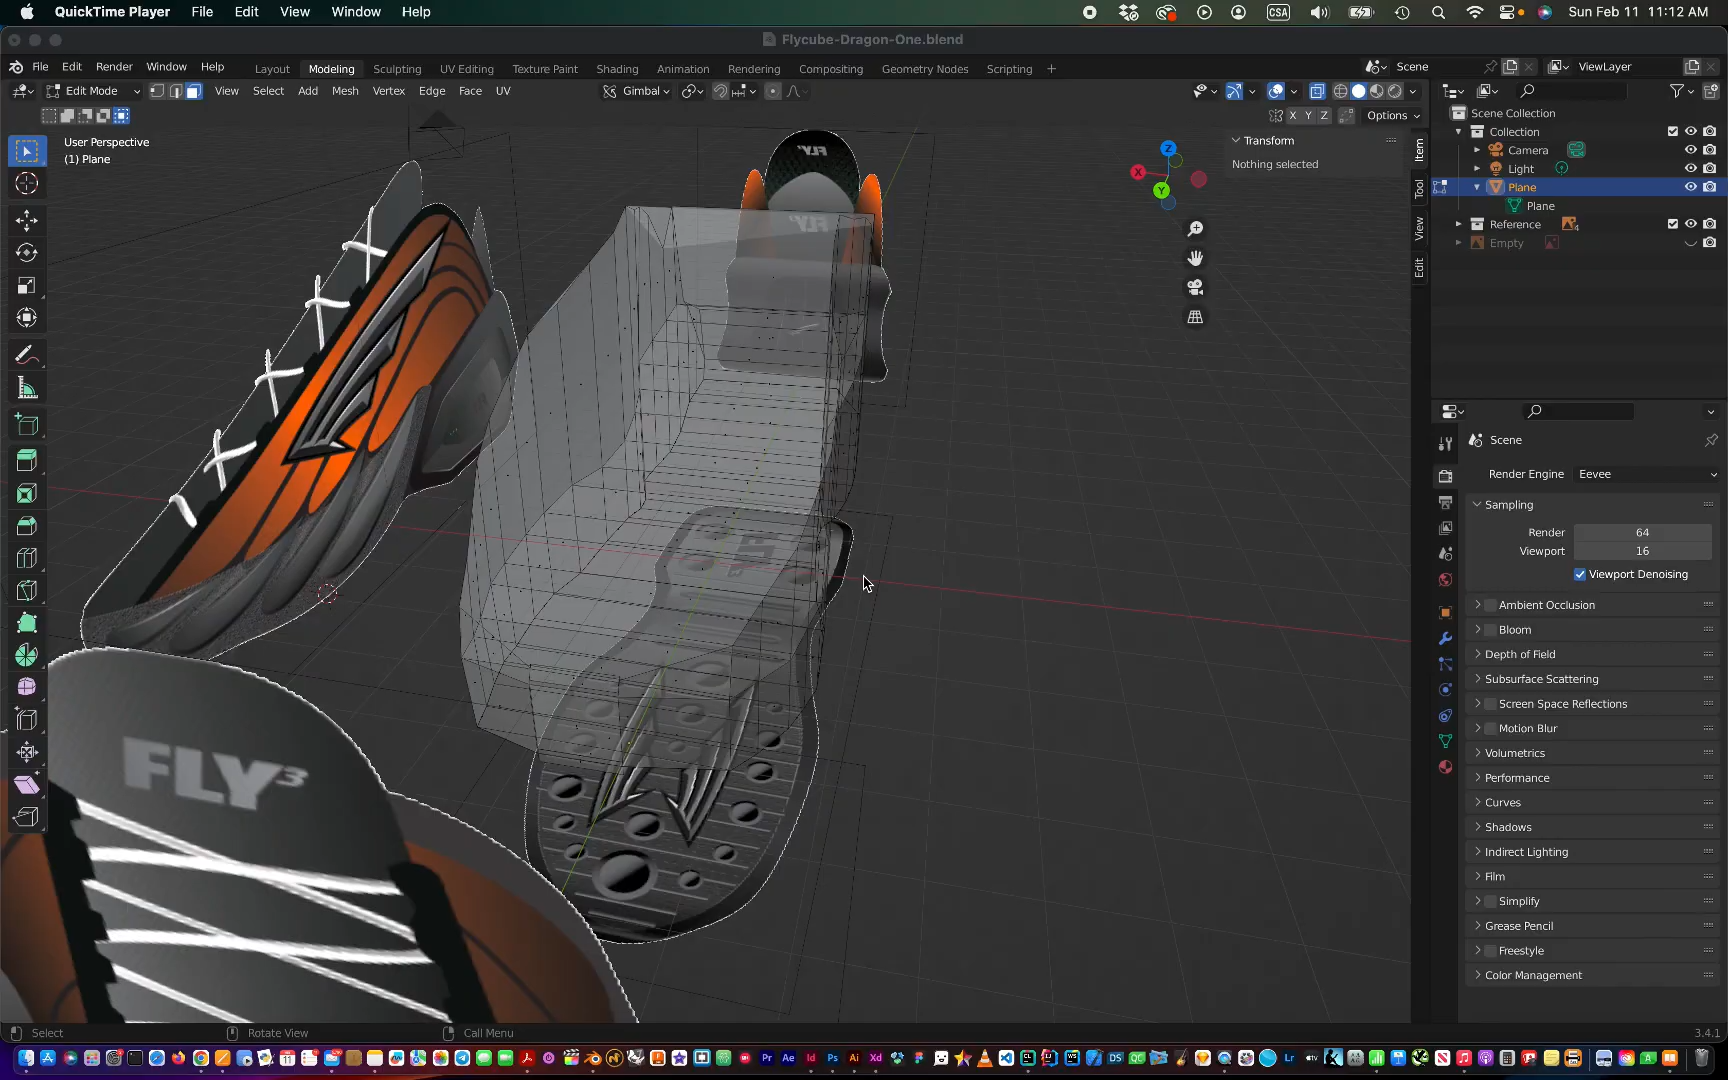 QuickTime Player File Edit View Window Help CSA Sun Feb 11 11:12 AM
Flycube-Dragon-One.blend
File Edit Render Window Help Layout Modeling Sculpting UV Editing Texture Paint Shading Animation Rendering Compositing Geometry Nodes Scripting + Scene ViewLayer
Edit Mode View Select Add Mesh Vertex Edge Face UV Gimbal
X Y Z Options
User Perspective
(1) Plane
Transform
Nothing selected
Item
Tool
View
Edit
Z
X
Y
Scene Collection
Collection
Camera
Light
Plane
Plane
Reference 4
Empty
Scene
Render Engine Eevee
Sampling
Render 64
Viewport 16
Viewport Denoising
Ambient Occlusion
Bloom
Depth of Field
Subsurface Scattering
Screen Space Reflections
Motion Blur
Volumetrics
Performance
Curves
Shadows
Indirect Lighting
Film
Simplify
Grease Pencil
Freestyle
Color Management
FLY³
Select Rotate View Call Menu 3.4.1